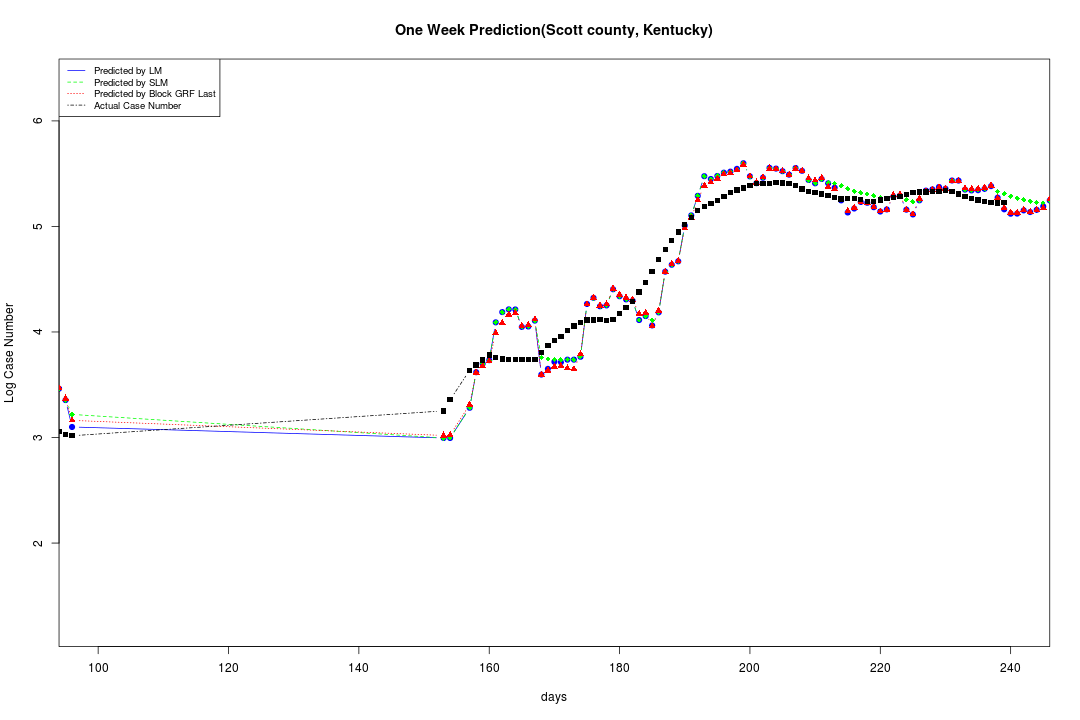 One Week Prediction(Scott county, Kentucky)
Predicted by LM
Predicted by SLM
Predicted by Block GRF Last
Actual Case Number
6
5
4
3
2
Log Case Number
100 120 140 160 180 200 220 240
days